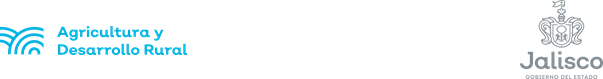 Agricultura y
Desarrollo Rural
Jalisco
GOBIERNO DEL ESTADO